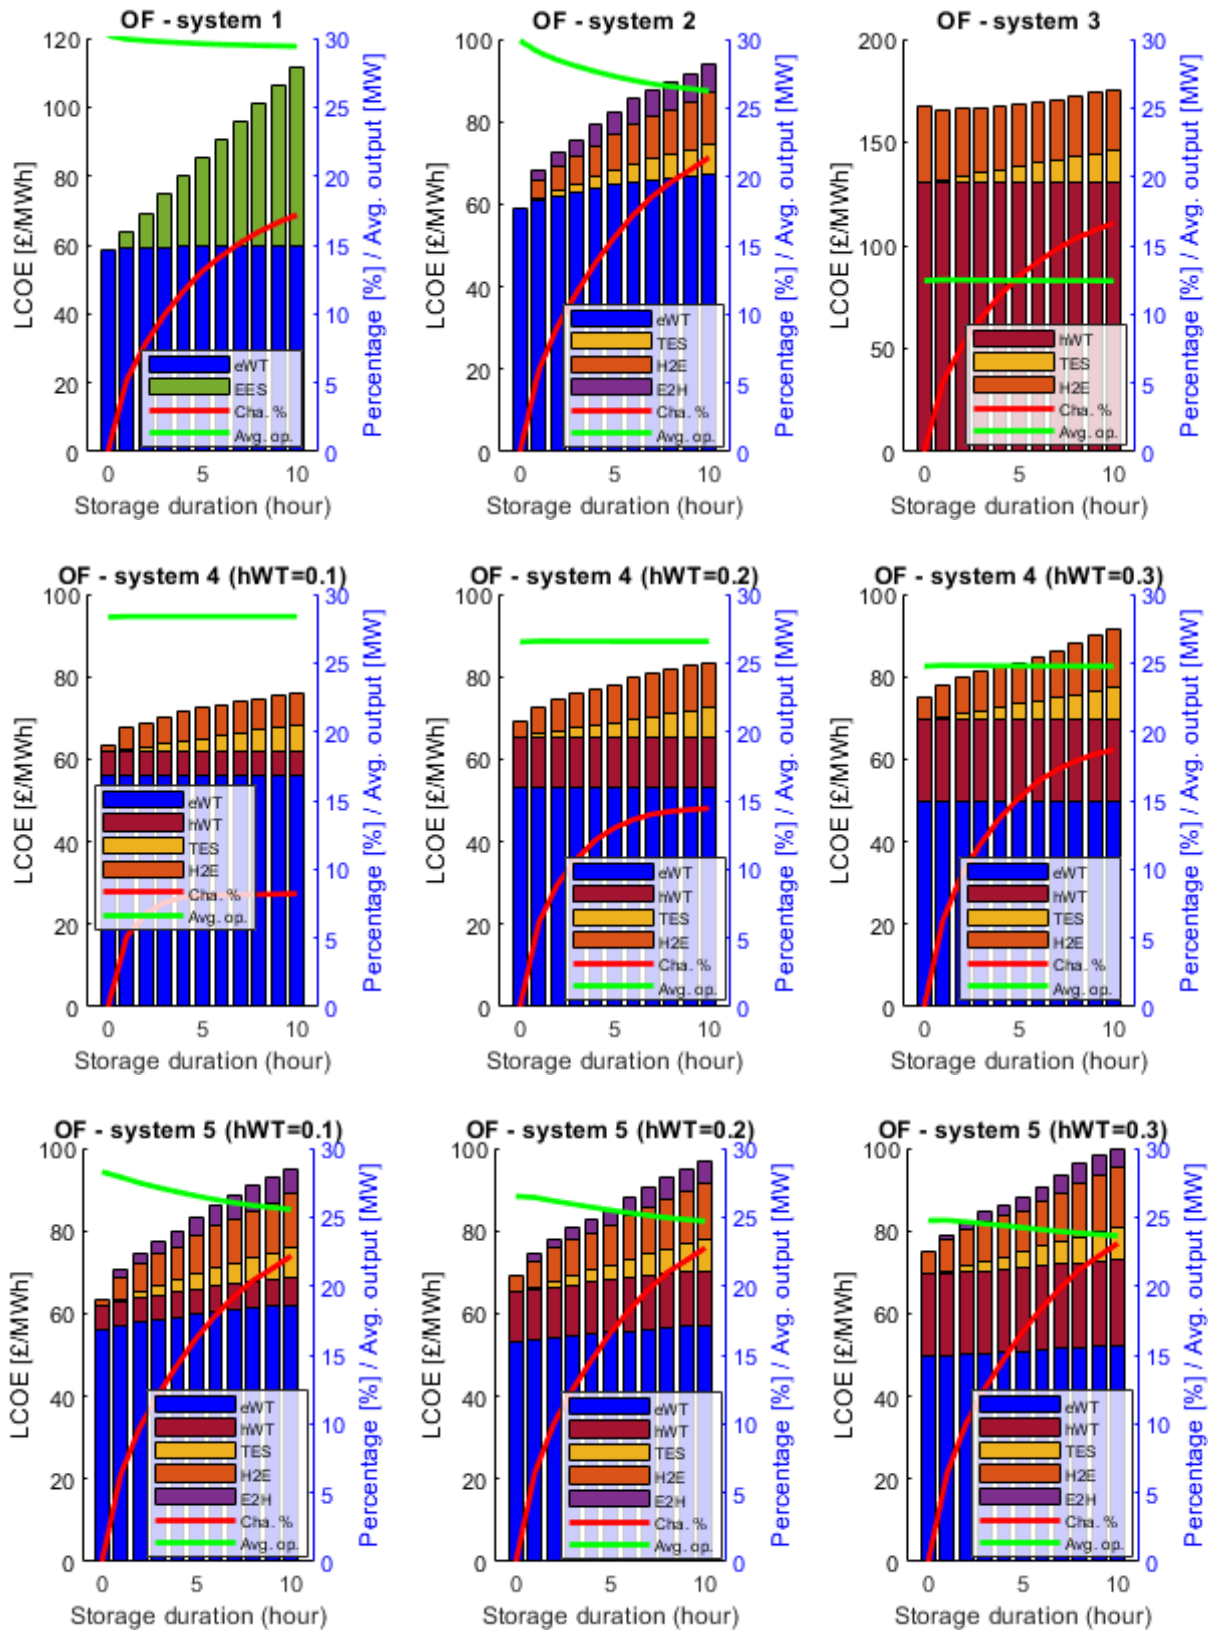 OF - system 1
120
100
80
60
40
20
0
LCOE [£/MWh]
30
25
20
15
10
5
0
Percentage [%] / Avg. output [MW]
eWT
EES
Cha. %
Avg. op.
0 5 10
Storage duration (hour)
OF - system 2
100
80
60
40
20
0
LCOE [£/MWh]
30
25
20
15
10
5
0
Percentage [%] / Avg. output [MW]
eWT
TES
H2E
E2H
Cha. %
Avg. op.
0 5 10
Storage duration (hour)
OF - system 3
200
150
100
50
0
LCOE [£/MWh]
30
25
20
15
10
5
0
Percentage [%] / Avg. output [MW]
hWT
TES
H2E
Cha. %
Avg. op.
0 5 10
Storage duration (hour)
OF - system 4 (hWT=0.1)
100
80
60
40
20
0
LCOE [£/MWh]
30
25
20
15
10
5
0
Percentage [%] / Avg. output [MW]
eWT
hWT
TES
H2E
Cha. %
Avg. op.
0 5 10
Storage duration (hour)
OF - system 4 (hWT=0.2)
100
80
60
40
20
0
LCOE [£/MWh]
30
25
20
15
10
5
0
Percentage [%] / Avg. output [MW]
eWT
hWT
TES
H2E
Cha. %
Avg. op.
0 5 10
Storage duration (hour)
OF - system 4 (hWT=0.3)
100
80
60
40
20
0
LCOE [£/MWh]
30
25
20
15
10
5
0
Percentage [%] / Avg. output [MW]
eWT
hWT
TES
H2E
Cha. %
Avg. op.
0 5 10
Storage duration (hour)
OF - system 5 (hWT=0.1)
100
80
60
40
20
0
LCOE [£/MWh]
30
25
20
15
10
5
0
Percentage [%] / Avg. output [MW]
eWT
hWT
TES
H2E
E2H
Cha. %
Avg. op.
0 5 10
Storage duration (hour)
OF - system 5 (hWT=0.2)
100
80
60
40
20
0
LCOE [£/MWh]
30
25
20
15
10
5
0
Percentage [%] / Avg. output [MW]
eWT
hWT
TES
H2E
E2H
Cha. %
Avg. op.
0 5 10
Storage duration (hour)
OF - system 5 (hWT=0.3)
100
80
60
40
20
0
LCOE [£/MWh]
30
25
20
15
10
5
0
Percentage [%] / Avg. output [MW]
eWT
hWT
TES
H2E
E2H
Cha. %
Avg. op.
0 5 10
Storage duration (hour)